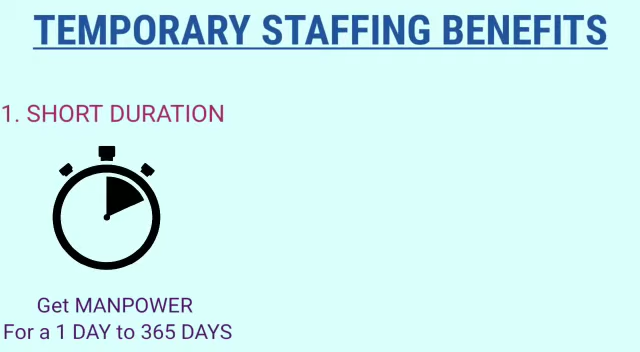 TEMPORARY STAFFING BENEFITS
1. SHORT DURATION
Get MANPOWER
For a 1 DAY to 365 DAYS